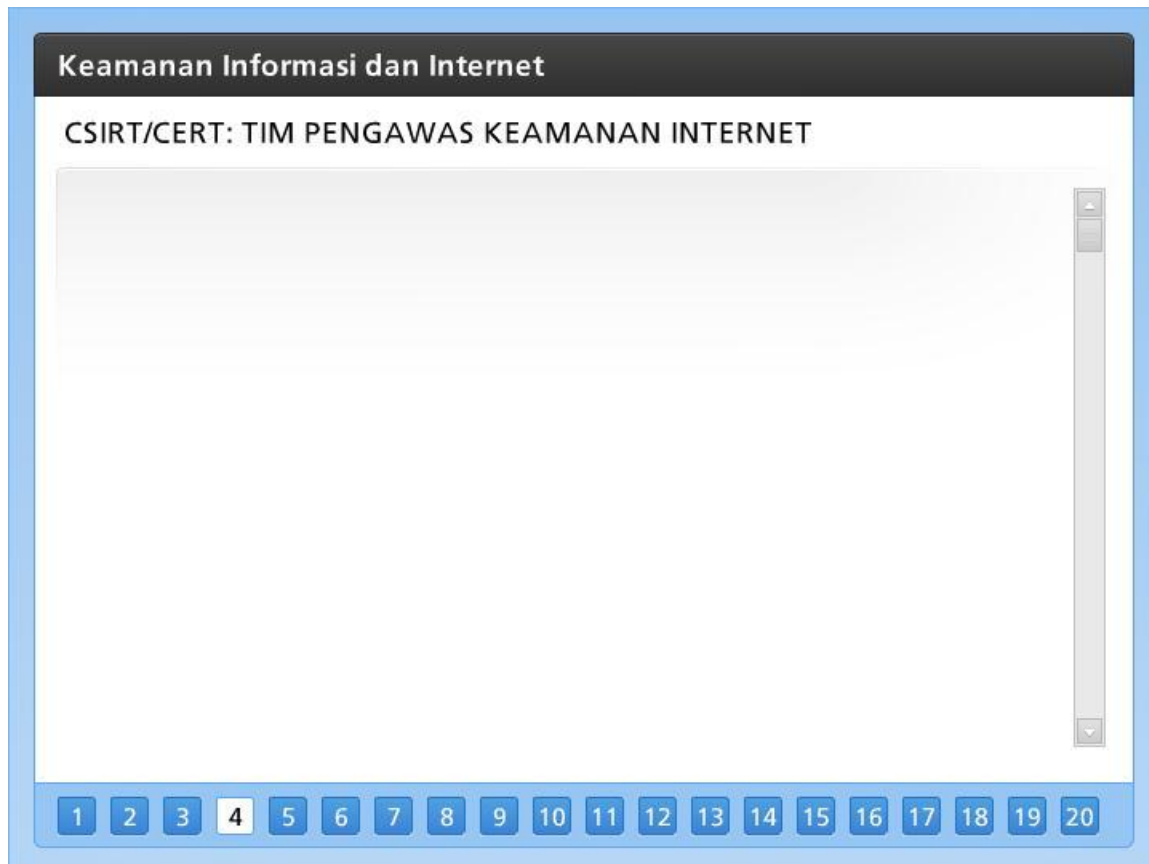 Keamanan Informasi dan Internet
CSIRT/CERT: TIM PENGAWAS KEAMANAN INTERNET
1 2 3 4 5 6 7 8 9 10 11 12 13 14 15 16 17 18 19 20